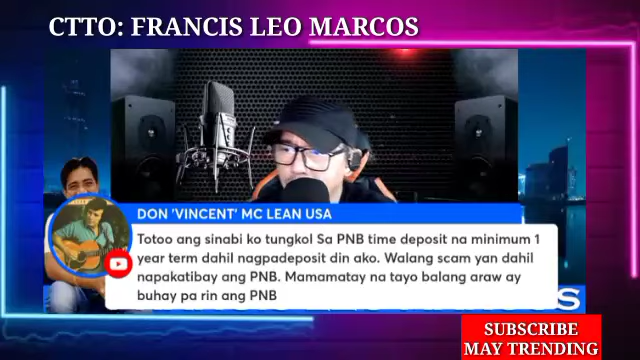 CTTO: FRANCIS LEO MARCOS
DON 'VINCENT' MC LEAN USA
Totoo ang sinabi ko tungkol Sa PNB time deposit na minimum 1
year term dahil nagpadeposit din ako. Walang scam yan dahil
napakatibay ang PNB. Mamamatay na tayo balang araw ay
buhay pa rin ang PNB
SUBSCRIBE
MAY TRENDING